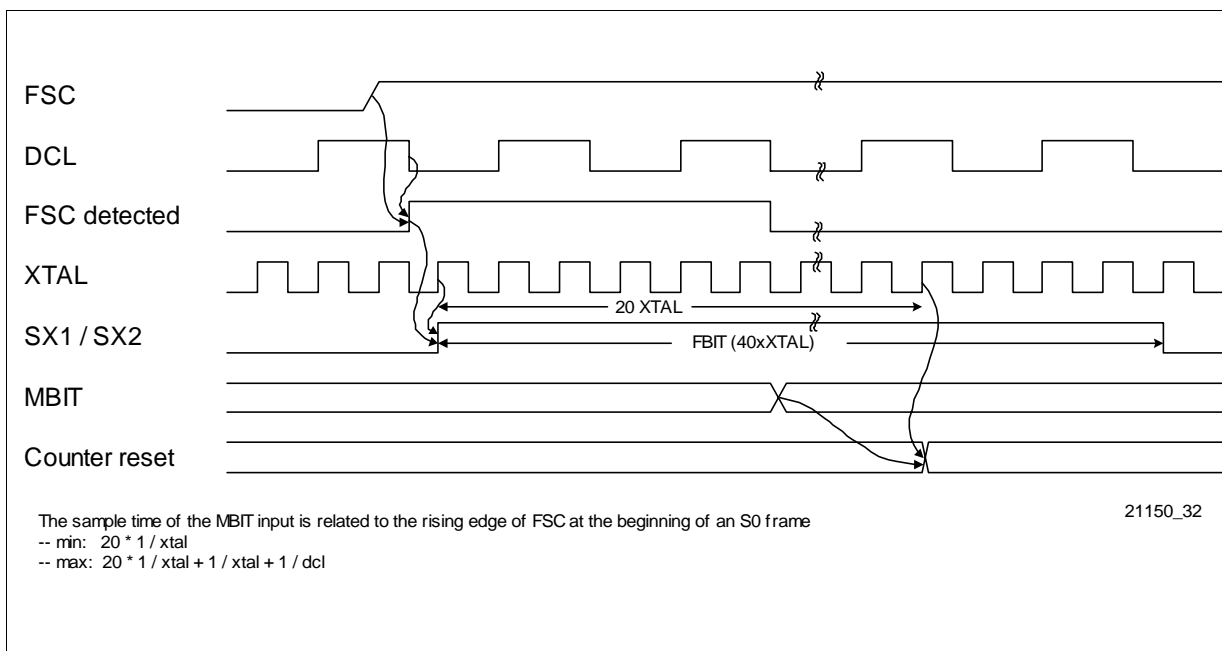 FSC
DCL
FSC detected
XTAL
20 XTAL
SX1 / SX2
FBIT (40xXTAL)
MBIT
Counter reset
The sample time of the MBIT input is related to the rising edge of FSC at the beginning of an S0 frame
-- min: 20 * 1 / xtal
-- max: 20 * 1 / xtal + 1 / xtal + 1 / dcl
21150_32